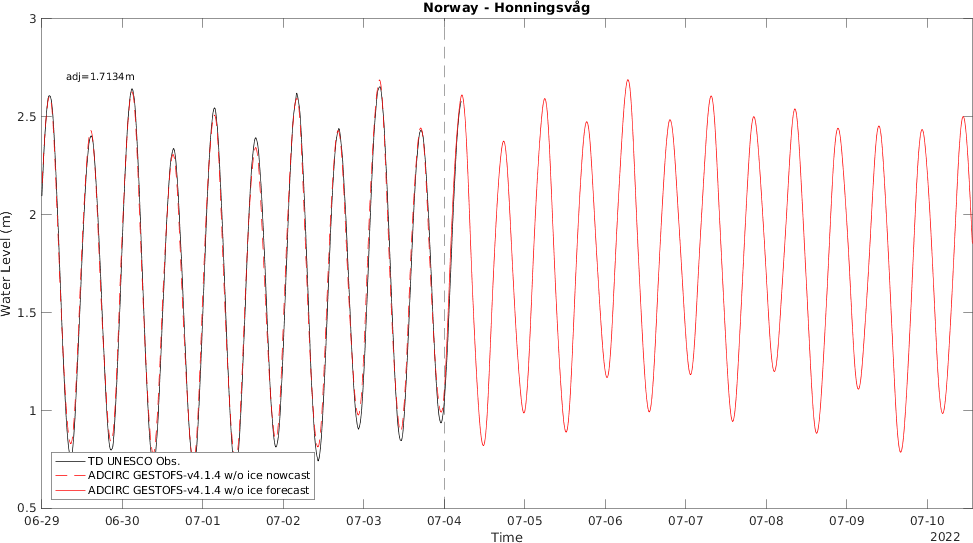 Norway - Honningsvåg
adj=1.7134m
3
2.5
2
1.5
1
0.5
Water Level (m)
TD UNESCO Obs.
ADCIRC GESTOFS-v4.1.4 w/o ice nowcast
ADCIRC GESTOFS-v4.1.4 w/o ice forecast
06-29 06-30 07-01 07-02 07-03 07-04 07-05 07-06 07-07 07-08 07-09 07-10
Time
2022